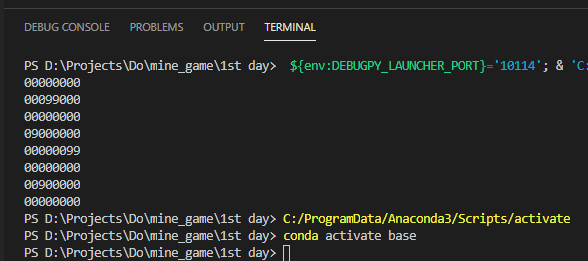 DEBUG CONSOLE PROBLEMS OUTPUT TERMINAL
PS D:\Projects\Do\mine_game\1st day>  ${env:DEBUGPY_LAUNCHER_PORT}='10114'; & 'C:
00000000
00099000
00000000
09000000
00000099
00000000
00900000
00000000
PS D:\Projects\Do\mine_game\1st day> C:/ProgramData/Anaconda3/Scripts/activate
PS D:\Projects\Do\mine_game\1st day> conda activate base
PS D:\Projects\Do\mine_game\1st day>